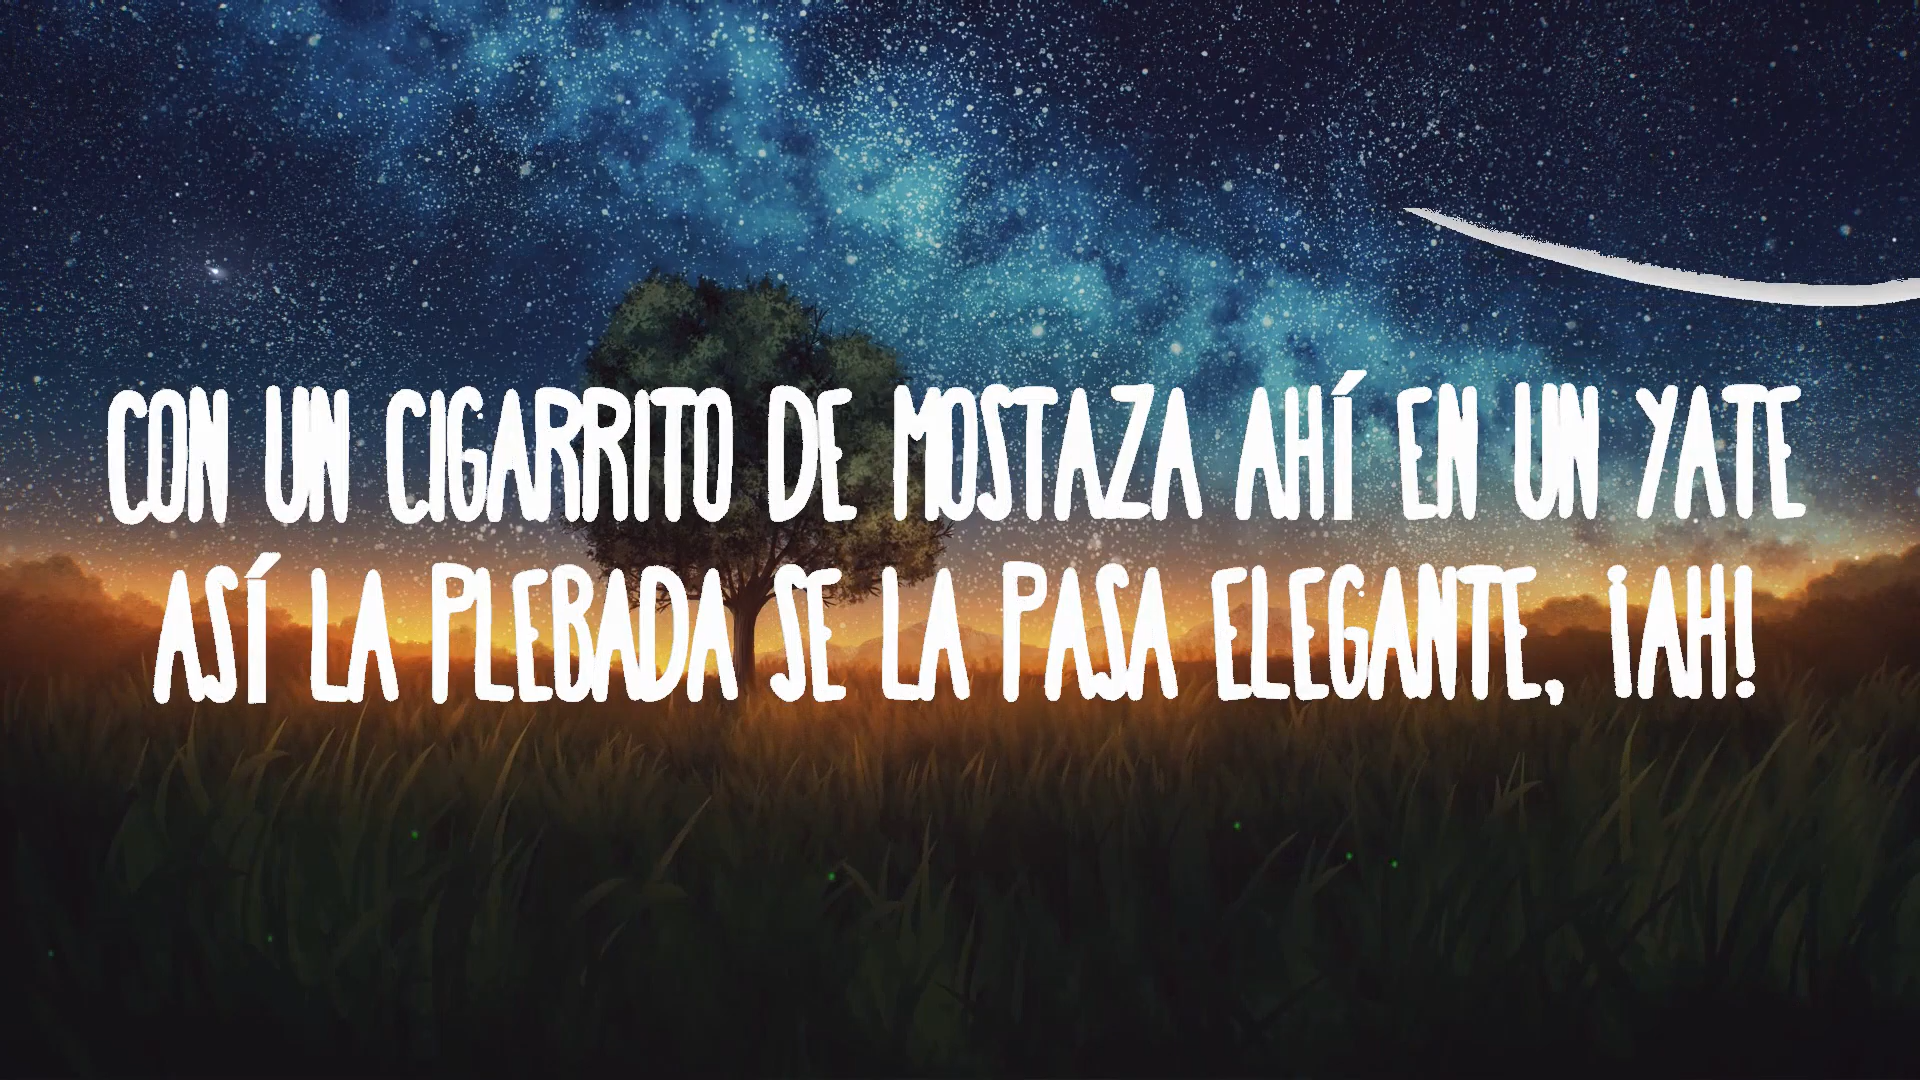 CON UN CIGARRITO DE MOSTAZA AHÍ EN UN YATE
ASÍ LA PLEBADA SE LA PASA ELEGANTE, ¡AH!